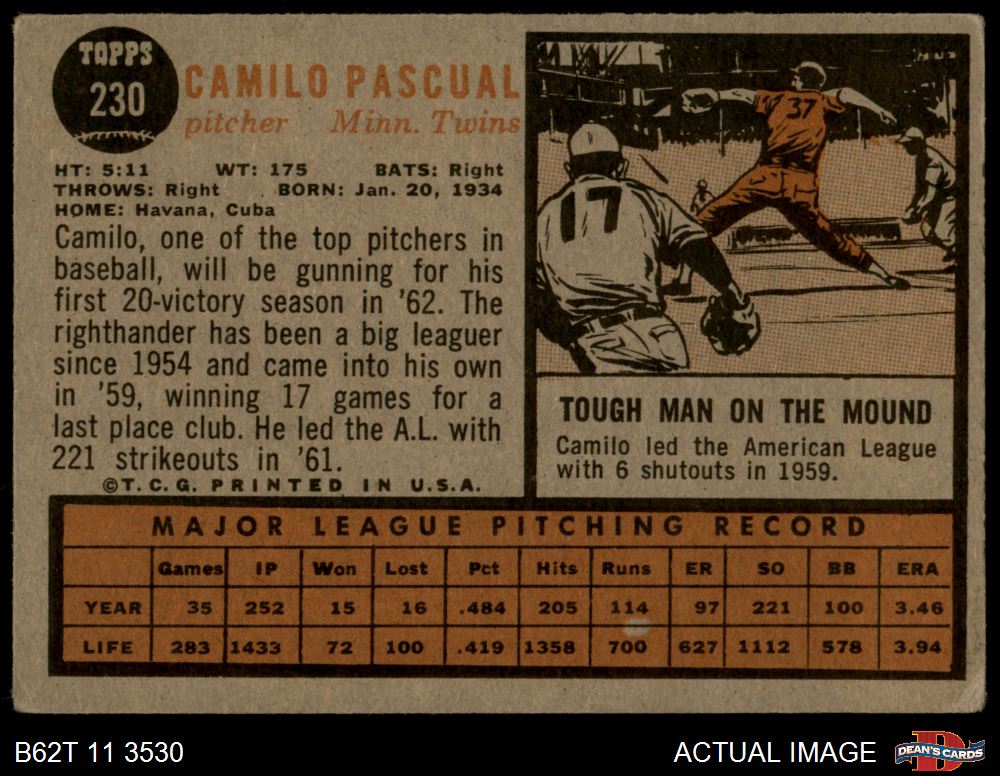 TOPPS
230
CAMILO PASCUAL
pitcher Minn. Twins
HT: 5:11 WT: 175 BATS: Right
THROWS: Right BORN: Jan. 20, 1934
HOME: Havana, Cuba
Camilo, one of the top pitchers in
baseball, will be gunning for his
first 20-victory season in '62. The
righthander has been a big leaguer
since 1954 and came into his own
in '59, winning 17 games for a
last place club. He led the A.L. with
221 strikeouts in '61.
©T.C.G. PRINTED IN U.S.A.
37
17
TOUGH MAN ON THE MOUND
Camilo led the American League
with 6 shutouts in 1959.
MAJOR LEAGUE PITCHING RECORD
Games IP Won Lost Pct Hits Runs ER SO BB ERA
YEAR 35 252 15 16 .484 205 114 97 221 100 3.46
LIFE 283 1433 72 100 .419 1358 700 627 1112 578 3.94
B62T 11 3530
ACTUAL IMAGE
D
DEAN'S CARDS